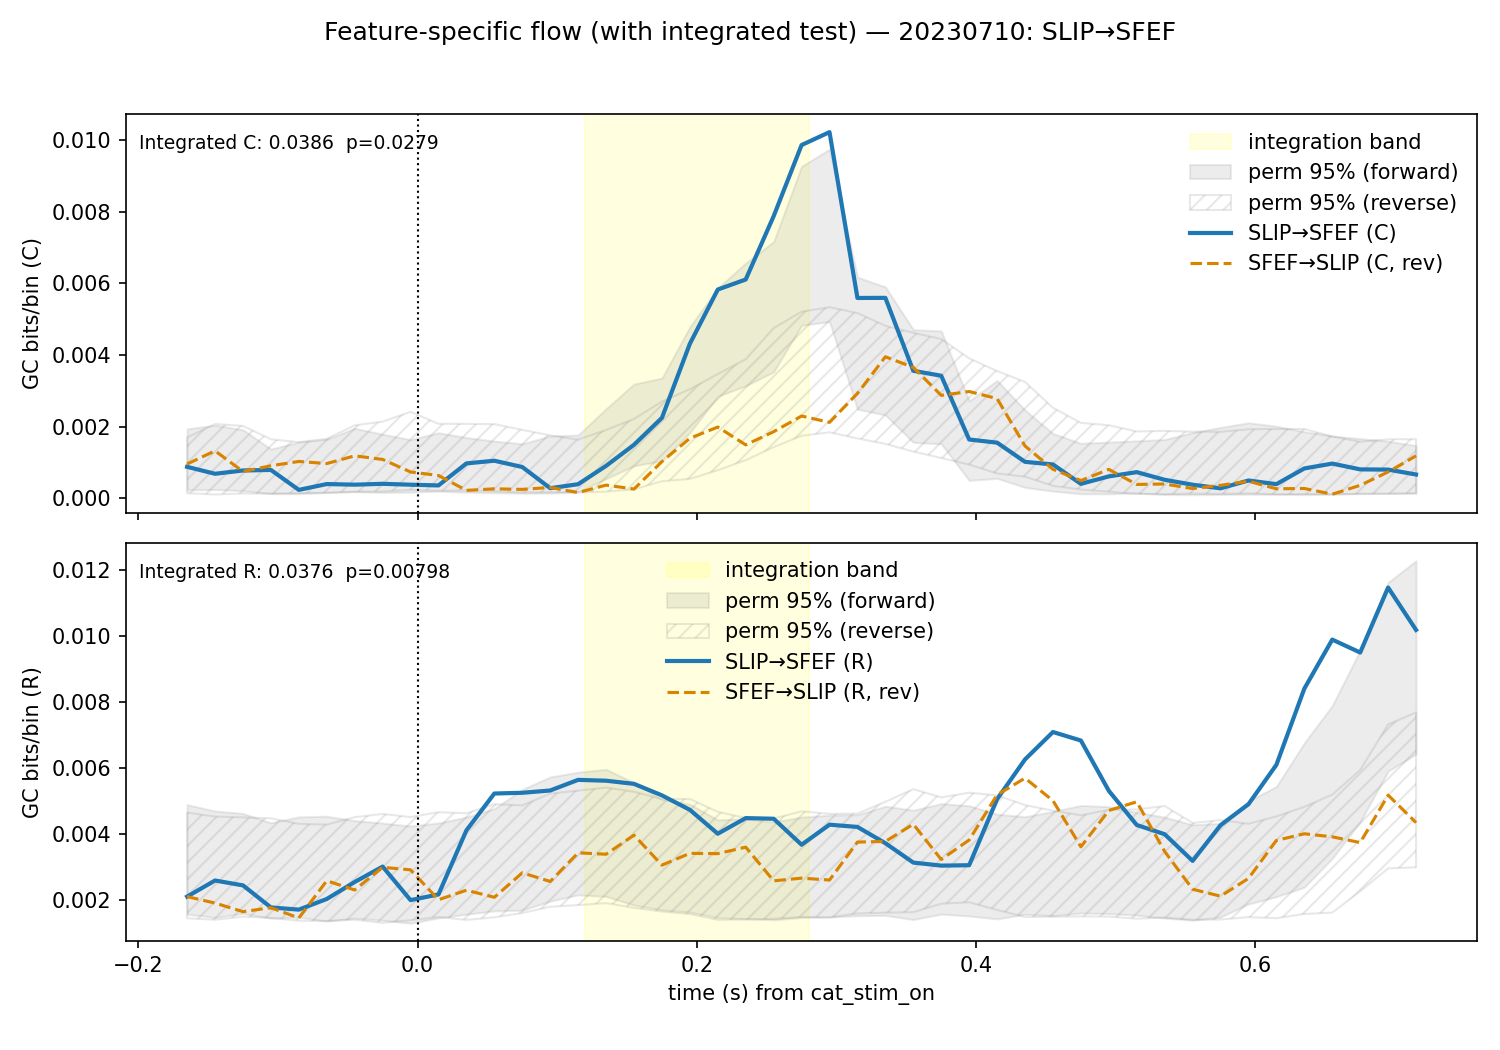 Feature-specific flow (with integrated test) — 20230710: SLIP→SFEF
Integrated C: 0.0386  p=0.0279
integration band
perm 95% (forward)
perm 95% (reverse)
SLIP→SFEF (C)
SFEF→SLIP (C, rev)
GC bits/bin (C)
0.010
0.008
0.006
0.004
0.002
0.000
Integrated R: 0.0376  p=0.00798
integration band
perm 95% (forward)
perm 95% (reverse)
SLIP→SFEF (R)
SFEF→SLIP (R, rev)
GC bits/bin (R)
0.012
0.010
0.008
0.006
0.004
0.002
−0.2 0.0 0.2 0.4 0.6
time (s) from cat_stim_on